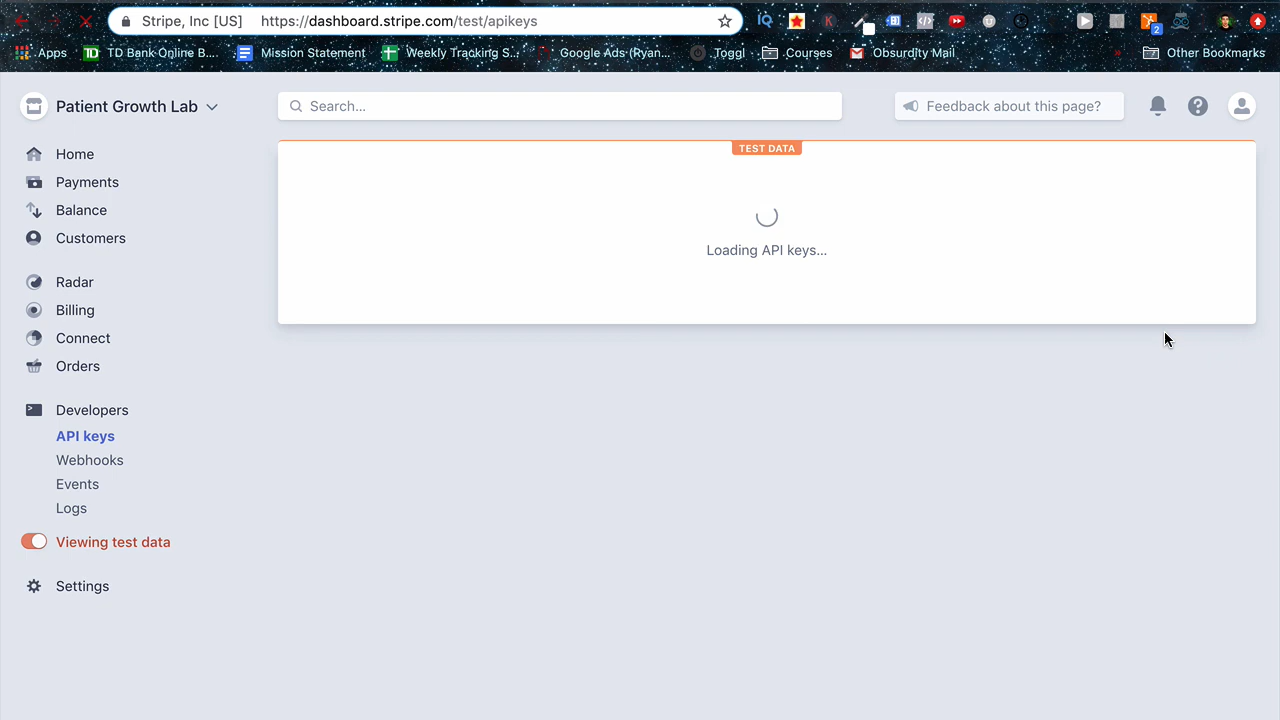 Stripe, Inc [US] https://dashboard.stripe.com/test/apikeys
Apps TD Bank Online B... Mission Statement Weekly Tracking S... Google Ads (Ryan... Toggl Courses Absurdity Mail » Other Bookmarks
2
Patient Growth Lab
Search...
Feedback about this page?
Home
Payments
Balance
Customers
Radar
Billing
Connect
Orders
Developers
API keys
Webhooks
Events
Logs
Viewing test data
Settings
TEST DATA
Loading API keys...